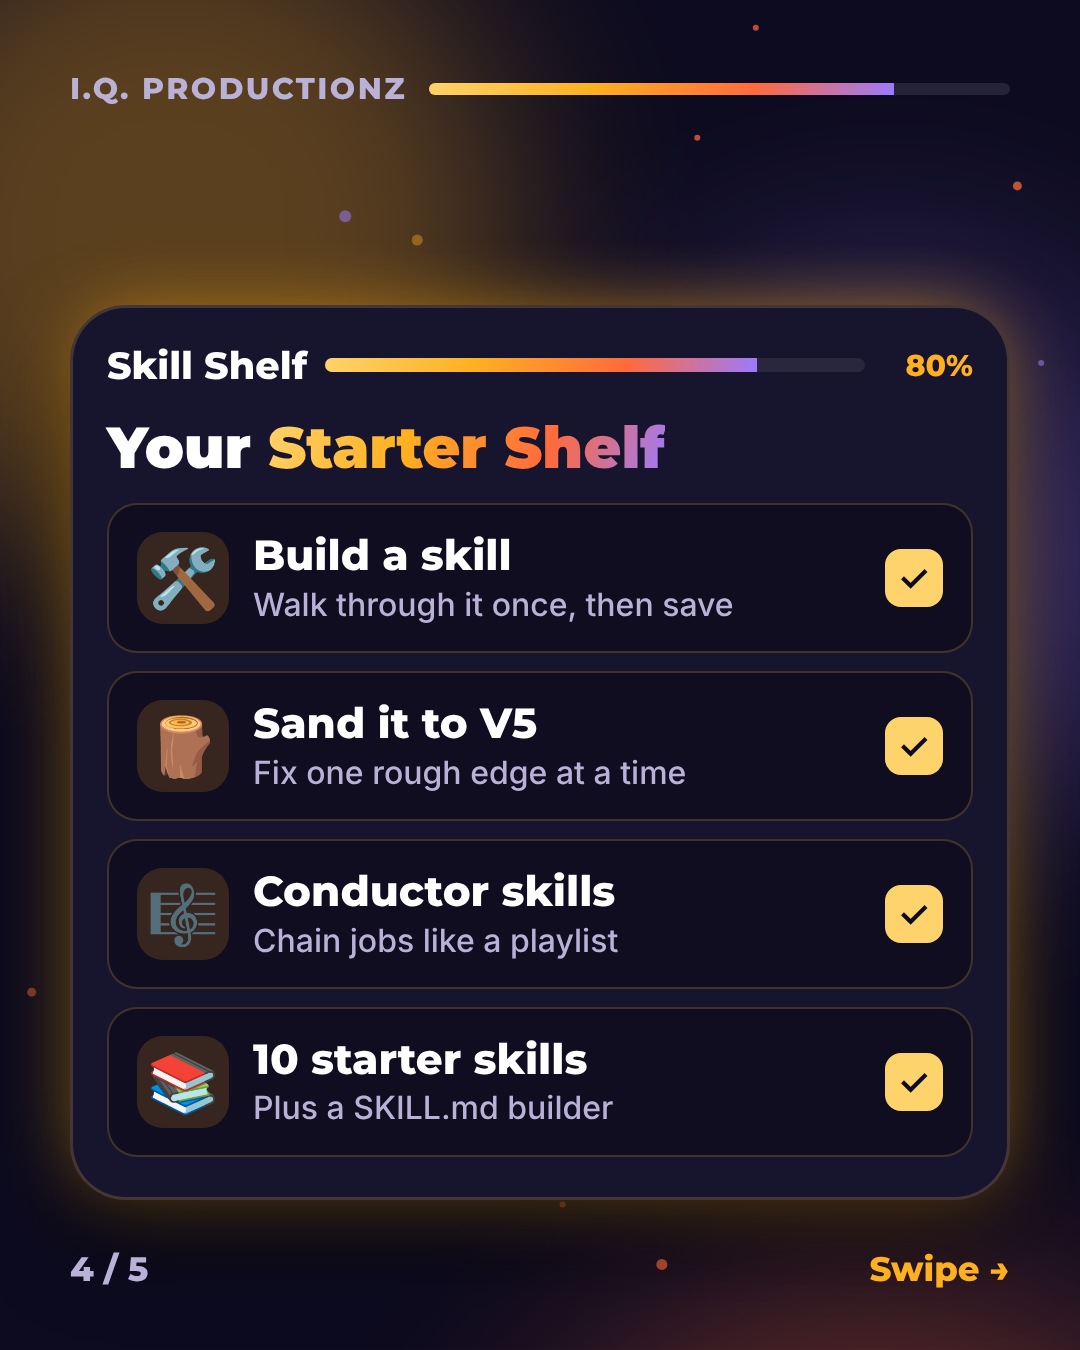 I.Q. PRODUCTIONZ
Skill Shelf
80%
Your Starter Shelf
Build a skill
Walk through it once, then save
Sand it to V5
Fix one rough edge at a time
Conductor skills
Chain jobs like a playlist
10 starter skills
Plus a SKILL.md builder
4 / 5
Swipe →